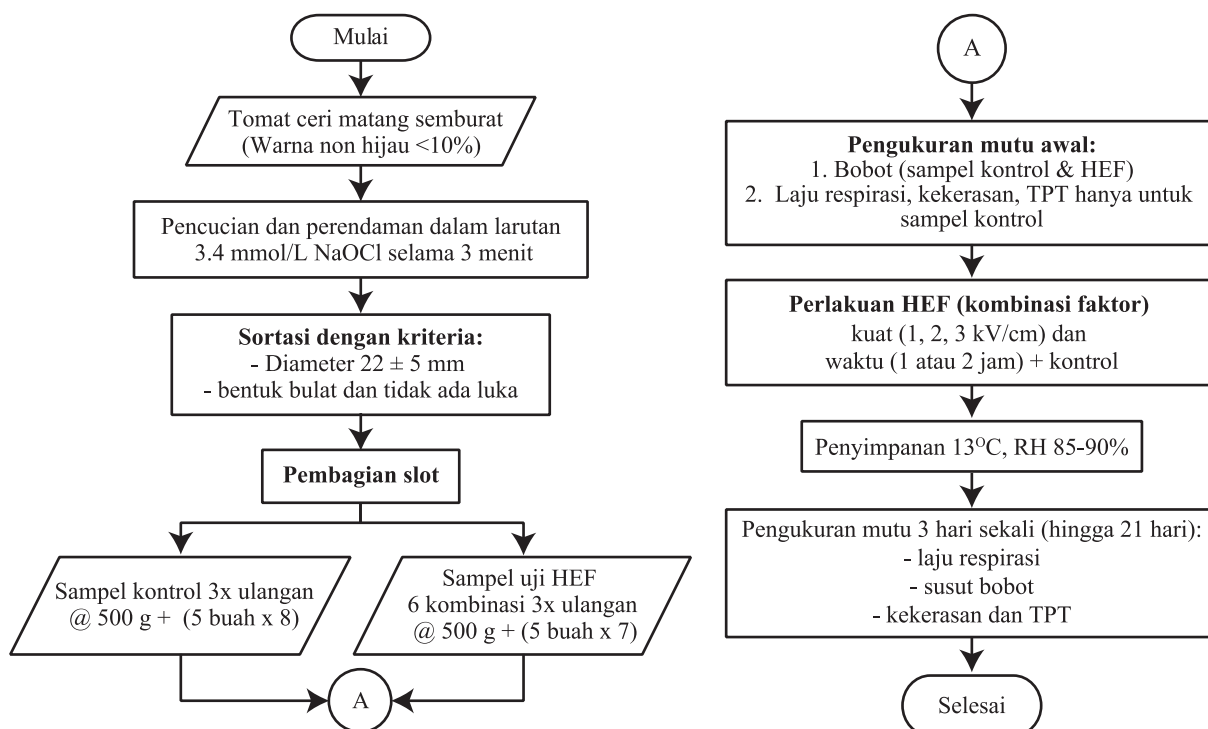 Mulai
Tomat ceri matang semburat
(Warna non hijau <10%)
Pencucian dan perendaman dalam larutan
3.4 mmol/L NaOCl selama 3 menit
Sortasi dengan kriteria:
- Diameter 22 ± 5 mm
- bentuk bulat dan tidak ada luka
Pembagian slot
Sampel kontrol 3x ulangan
@ 500 g + (5 buah x 8)
Sampel uji HEF
6 kombinasi 3x ulangan
@ 500 g + (5 buah x 7)
A
A
Pengukuran mutu awal:
1. Bobot (sampel kontrol & HEF)
2. Laju respirasi, kekerasan, TPT hanya untuk
sampel kontrol
Perlakuan HEF (kombinasi faktor)
kuat (1, 2, 3 kV/cm) dan
waktu (1 atau 2 jam) + kontrol
Penyimpanan 13°C, RH 85-90%
Pengukuran mutu 3 hari sekali (hingga 21 hari):
- laju respirasi
- susut bobot
- kekerasan dan TPT
Selesai